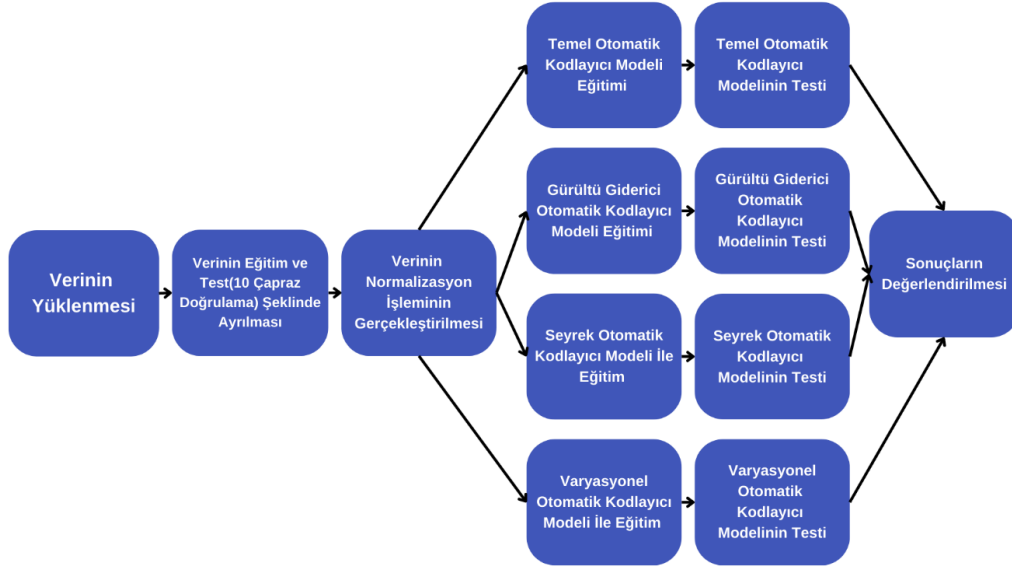 Verinin
Yüklenmesi
Verinin Eğitim ve
Test(10 Çapraz
Doğrulama) Şeklinde
Ayrılması
Verinin
Normalizasyon
İşleminin
Gerçekleştirilmesi
Temel Otomatik
Kodlayıcı Modeli
Eğitimi
Temel Otomatik
Kodlayıcı
Modelinin Testi
Gürültü Giderici
Otomatik Kodlayıcı
Modeli Eğitimi
Gürültü Giderici
Otomatik
Kodlayıcı
Modelinin Testi
Seyrek Otomatik
Kodlayıcı Modeli İle
Eğitim
Seyrek Otomatik
Kodlayıcı
Modelinin Testi
Varyasyonel
Otomatik Kodlayıcı
Modeli İle Eğitim
Varyasyonel
Otomatik
Kodlayıcı
Modelinin Testi
Sonuçların
Değerlendirilmesi